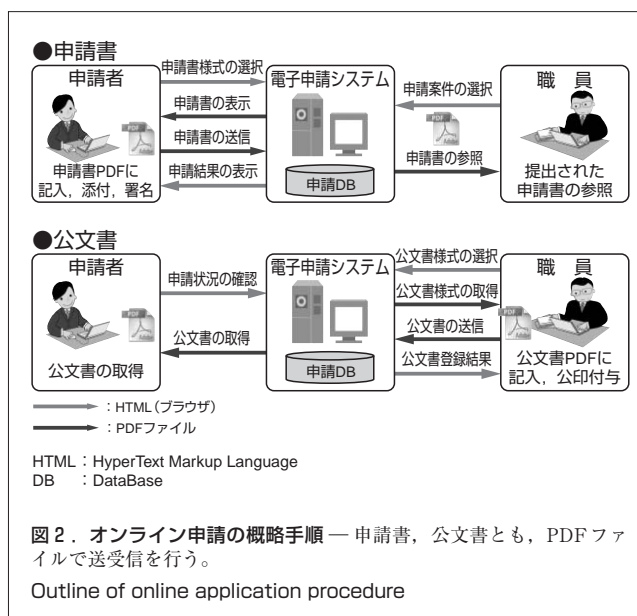 ●申請書
申請者
申請書様式の選択
申請書の表示
申請書の送信
申請結果の表示
申請書PDFに
記入，添付，署名
電子申請システム
申請DB
申請案件の選択
申請書の参照
職　員
提出された
申請書の参照
PDF
Adobe
PDF
Adobe
●公文書
申請者
申請状況の確認
公文書の取得
公文書の取得
PDF
Adobe
電子申請システム
申請DB
公文書様式の選択
公文書様式の取得
公文書の送信
公文書登録結果
職　員
PDF
Adobe
公文書PDFに
記入，公印付与
：HTML（ブラウザ）
：PDFファイル
HTML：HyperText Markup Language
DB　：DataBase
図2．オンライン申請の概略手順 — 申請書，公文書とも，PDFファ
イルで送受信を行う。
Outline of online application procedure